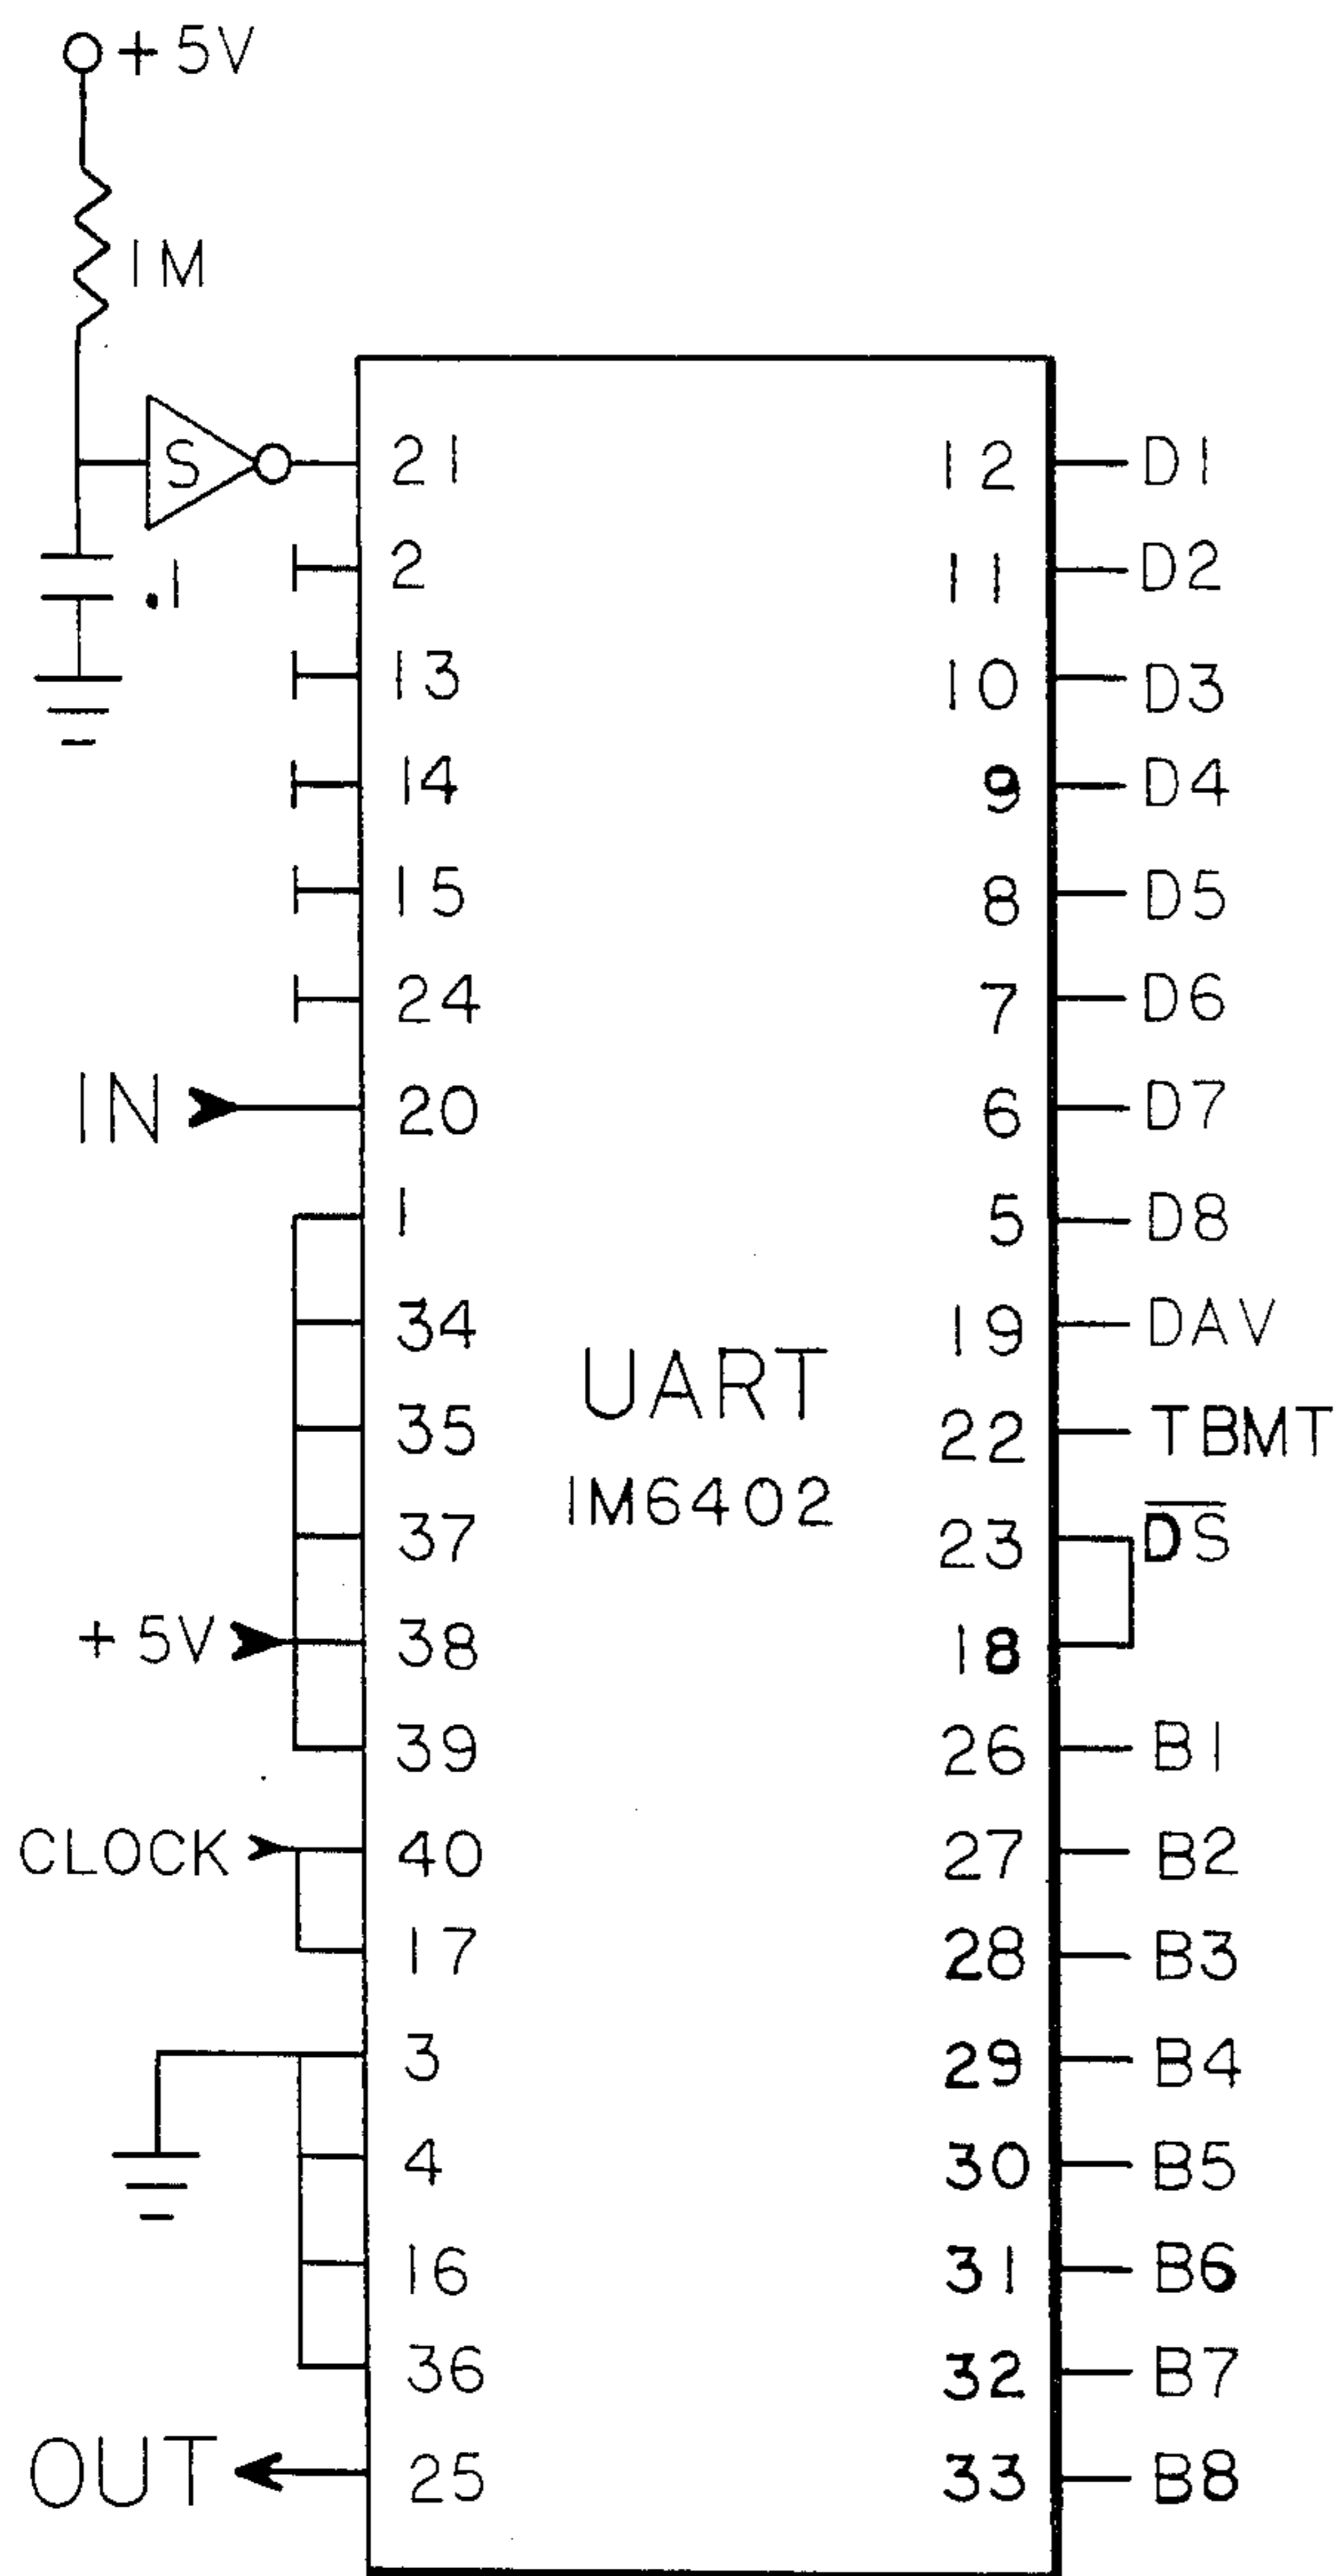 +5V
1M
21 12 D1
.1 2 11 D2
13 10 D3
14 9 D4
15 8 D5
24 7 D6
IN 20 6 D7
1 5 D8
34 19 DAV
UART
35 22 TBMT
IM6402
37 23 DS
+5V 38 18
39 26 B1
CLOCK 40 27 B2
17 28 B3
3 29 B4
4 30 B5
16 31 B6
36 32 B7
OUT 25 33 B8
S